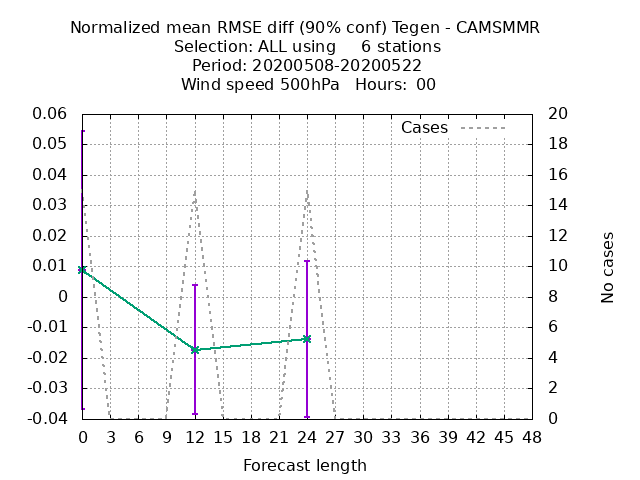 Normalized mean RMSE diff (90% conf) Tegen - CAMSMMR
Selection: ALL using     6 stations
Period: 20200508-20200522
Wind speed 500hPa   Hours:  00
Cases
0.06
0.05
0.04
0.03
0.02
0.01
0
-0.01
-0.02
-0.03
-0.04
20
18
16
14
12
10
8
6
4
2
0
No cases
0 3 6 9 12 15 18 21 24 27 30 33 36 39 42 45 48
Forecast length